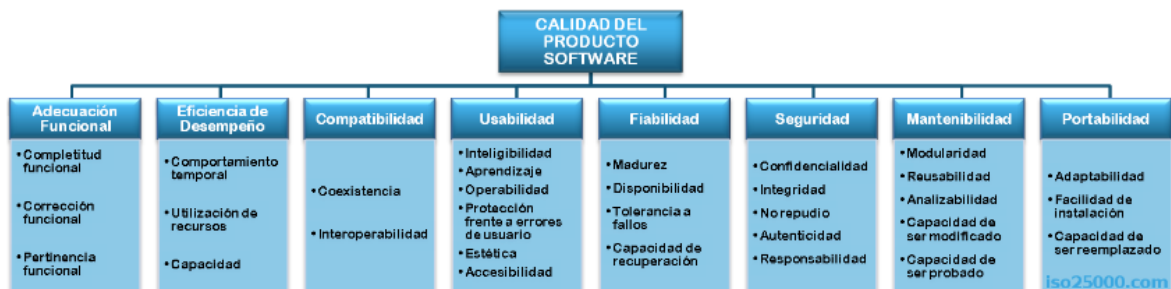 CALIDAD DEL
PRODUCTO
SOFTWARE
Adecuación
Funcional
• Completitud
funcional
• Corrección
funcional
• Pertinencia
funcional
Eficiencia de
Desempeño
• Comportamiento
temporal
• Utilización de
recursos
• Capacidad
Compatibilidad
• Coexistencia
• Interoperabilidad
Usabilidad
• Inteligibilidad
• Aprendizaje
• Operabilidad
• Protección
frente a errores
de usuario
• Estética
• Accesibilidad
Fiabilidad
• Madurez
• Disponibilidad
• Tolerancia a
fallos
• Capacidad de
recuperación
Seguridad
• Confidencialidad
• Integridad
• No repudio
• Autenticidad
• Responsabilidad
Mantenibilidad
• Modularidad
• Reusabilidad
• Analizabilidad
• Capacidad de
ser modificado
• Capacidad de
ser probado
Portabilidad
• Adaptabilidad
• Facilidad de
instalación
• Capacidad de
ser reemplazado
iso25000.com